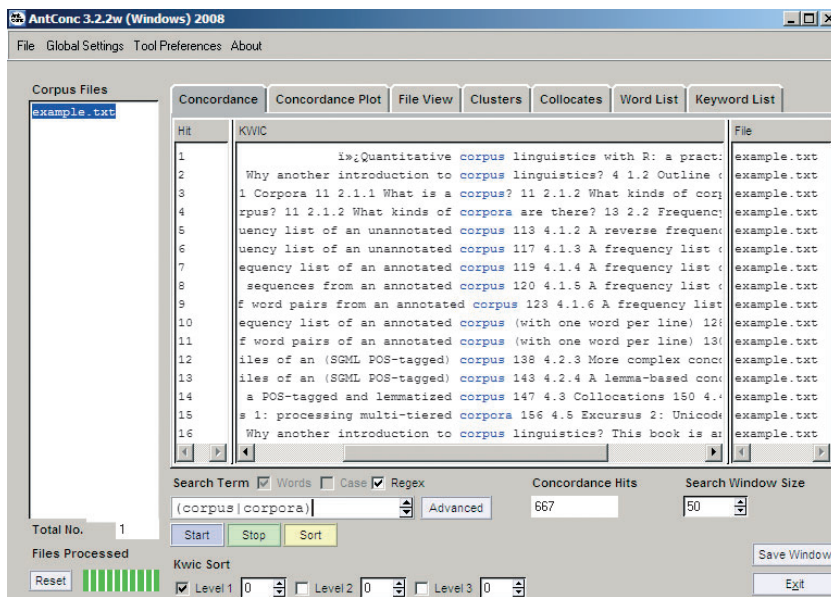 AntConc 3.2.2w (Windows) 2008
File Global Settings Tool Preferences About
Corpus Files
example.txt
Concordance Concordance Plot File View Clusters Collocates Word List Keyword List
Hit KWIC File
1 ï»¿Quantitative corpus linguistics with R: a practi example.txt
2 Why another introduction to corpus linguistics? 4 1.2 Outline example.txt
3 1 Corpora 11 2.1.1 What is a corpus? 11 2.1.2 What kinds of corp example.txt
4 rpus? 11 2.1.2 What kinds of corpora are there? 13 2.2 Frequency example.txt
5 uency list of an unannotated corpus 113 4.1.2 A reverse frequen example.txt
6 uency list of an unannotated corpus 117 4.1.3 A frequency list example.txt
7 equency list of an annotated corpus 119 4.1.4 A frequency list example.txt
8 sequences from an annotated corpus 120 4.1.5 A frequency list example.txt
9 f word pairs from an annotated corpus 123 4.1.6 A frequency list example.txt
10 equency list of an annotated corpus (with one word per line) 128 example.txt
11 f word pairs of an annotated corpus (with one word per line) 130 example.txt
12 iles of an (SGML POS-tagged) corpus 138 4.2.3 More complex conc example.txt
13 iles of an (SGML POS-tagged) corpus 143 4.2.4 A lemma-based conc example.txt
14 a POS-tagged and lemmatized corpus 147 4.3 Collocations 150 4. example.txt
15 s 1: processing multi-tiered corpora 156 4.5 Excursus 2: Unicode example.txt
16 Why another introduction to corpus linguistics? This book is an example.txt
Search Term Words Case Regex Concordance Hits Search Window Size
(corpus|corpora) Advanced 667 50
Total No. 1
Start Stop Sort
Files Processed
Save Window
Kwic Sort
Reset
Level 1 0 Level 2 0 Level 3 0
Exit